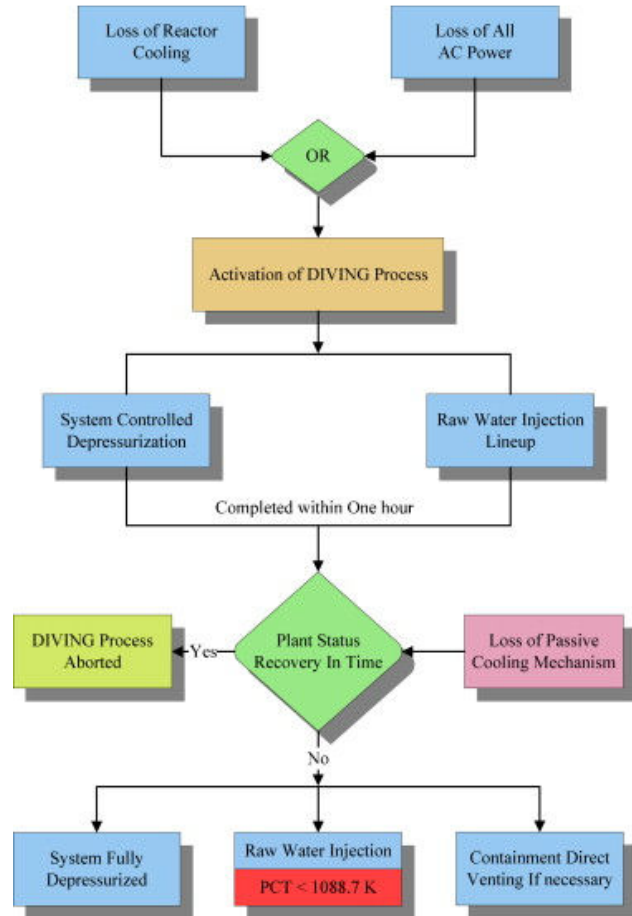 Loss of Reactor
Cooling
Loss of All
AC Power
OR
Activation of DIVING Process
System Controlled
Depressurization
Raw Water Injection
Lineup
Completed within One hour
DIVING Process
Aborted
Yes
Plant Status
Recovery In Time
Loss of Passive
Cooling Mechanism
No
System Fully
Depressurized
Raw Water Injection
PCT < 1088.7 K
Containment Direct
Venting If necessary